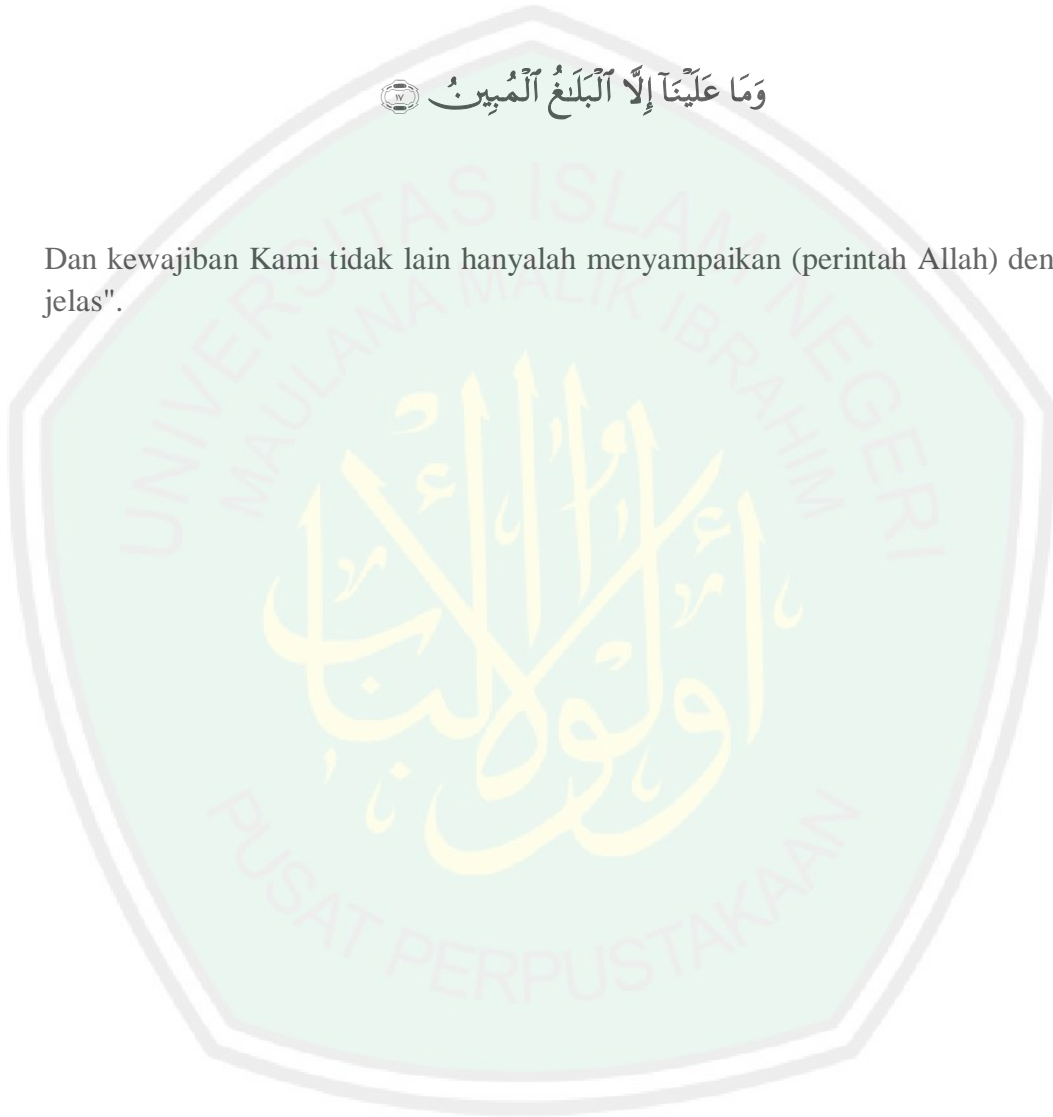 وَمَا عَلَيْنَآ إِلَّا ٱلْبَلَـٰغُ ٱلْمُبِينُ ۝١٧
Dan kewajiban Kami tidak lain hanyalah menyampaikan (perintah Allah) den
jelas".
UNIVERSITAS ISLAM NEGERI
MAULANA MALIK IBRAHIM
PUSAT PERPUSTAKAAN